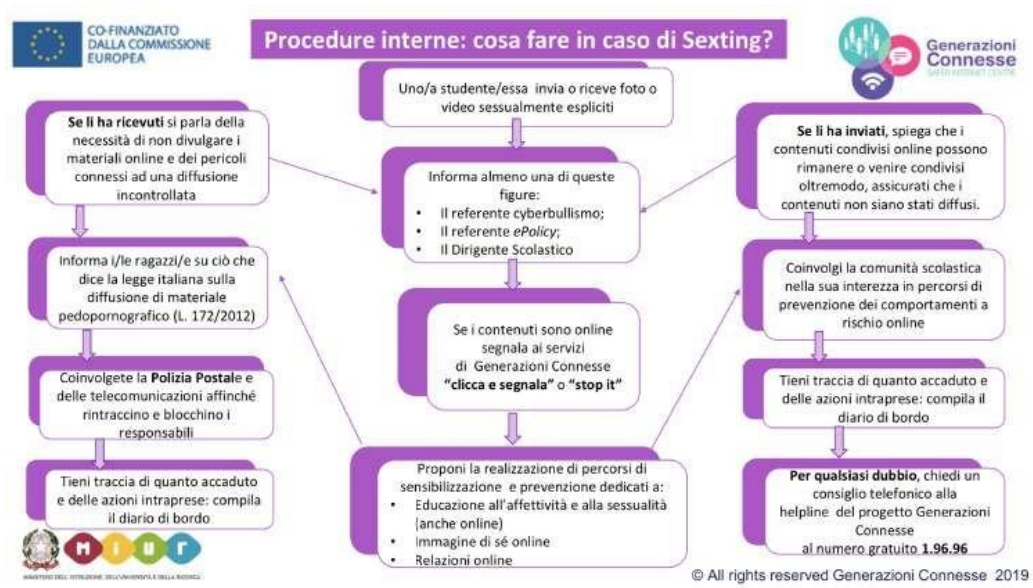 CO-FINANZIATO
DALLA COMMISSIONE
EUROPEA
Procedure interne: cosa fare in caso di Sexting?
Generazioni
Connesse
SAFER INTERNET CENTRE
Uno/a studente/essa invia o riceve foto o
video sessualmente espliciti
Se li ha ricevuti si parla della
necessità di non divulgare i
materiali online e dei pericoli
connessi ad una diffusione
incontrollata
Informa almeno una di queste
figure:
• Il referente cyberbullismo;
• Il referente ePolicy;
• Il Dirigente Scolastico
Se li ha inviati, spiega che i
contenuti condivisi online possono
rimanere o venire condivisi
oltremodo, assicurati che i
contenuti non siano stati diffusi.
Informa i/le ragazzi/e su ciò che
dice la legge italiana sulla
diffusione di materiale
pedopornografico (L. 172/2012)
Se i contenuti sono online
segnala ai servizi
di Generazioni Connesse
“clicca e segnala” o “stop it”
Coinvolgi la comunità scolastica
nella sua interezza in percorsi di
prevenzione dei comportamenti a
rischio online
Coinvolgete la Polizia Postale e
delle telecomunicazioni affinché
rintraccino e blocchino i
responsabili
Tieni traccia di quanto accaduto e
delle azioni intraprese: compila il
diario di bordo
Tieni traccia di quanto accaduto
e delle azioni intraprese: compila
il diario di bordo
Proponi la realizzazione di percorsi di
sensibilizzazione e prevenzione dedicati a:
• Educazione all’affettività e alla sessualità
(anche online)
• Immagine di sé online
• Relazioni online
Per qualsiasi dubbio, chiedi un
consiglio telefonico alla
helpline del progetto Generazioni
Connesse
al numero gratuito 1.96.96
MIUR
MINISTERO DELL'ISTRUZIONE, DELL'UNIVERSITÀ E DELLA RICERCA
© All rights reserved Generazioni Connesse 2019